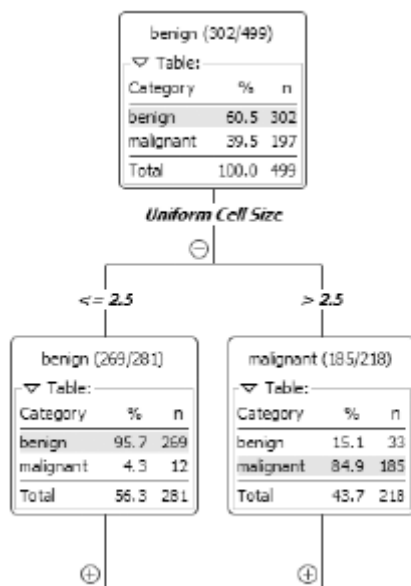 benign (302/499)
▽ Table:
Category % n
benign 60.5 302
malignant 39.5 197
Total 100.0 499
Uniform Cell Size
<= 2.5
> 2.5
benign (269/281)
▽ Table:
Category % n
benign 95.7 269
malignant 4.3 12
Total 56.3 281
malignant (185/218)
▽ Table:
Category % n
benign 15.1 33
malignant 84.9 185
Total 43.7 218